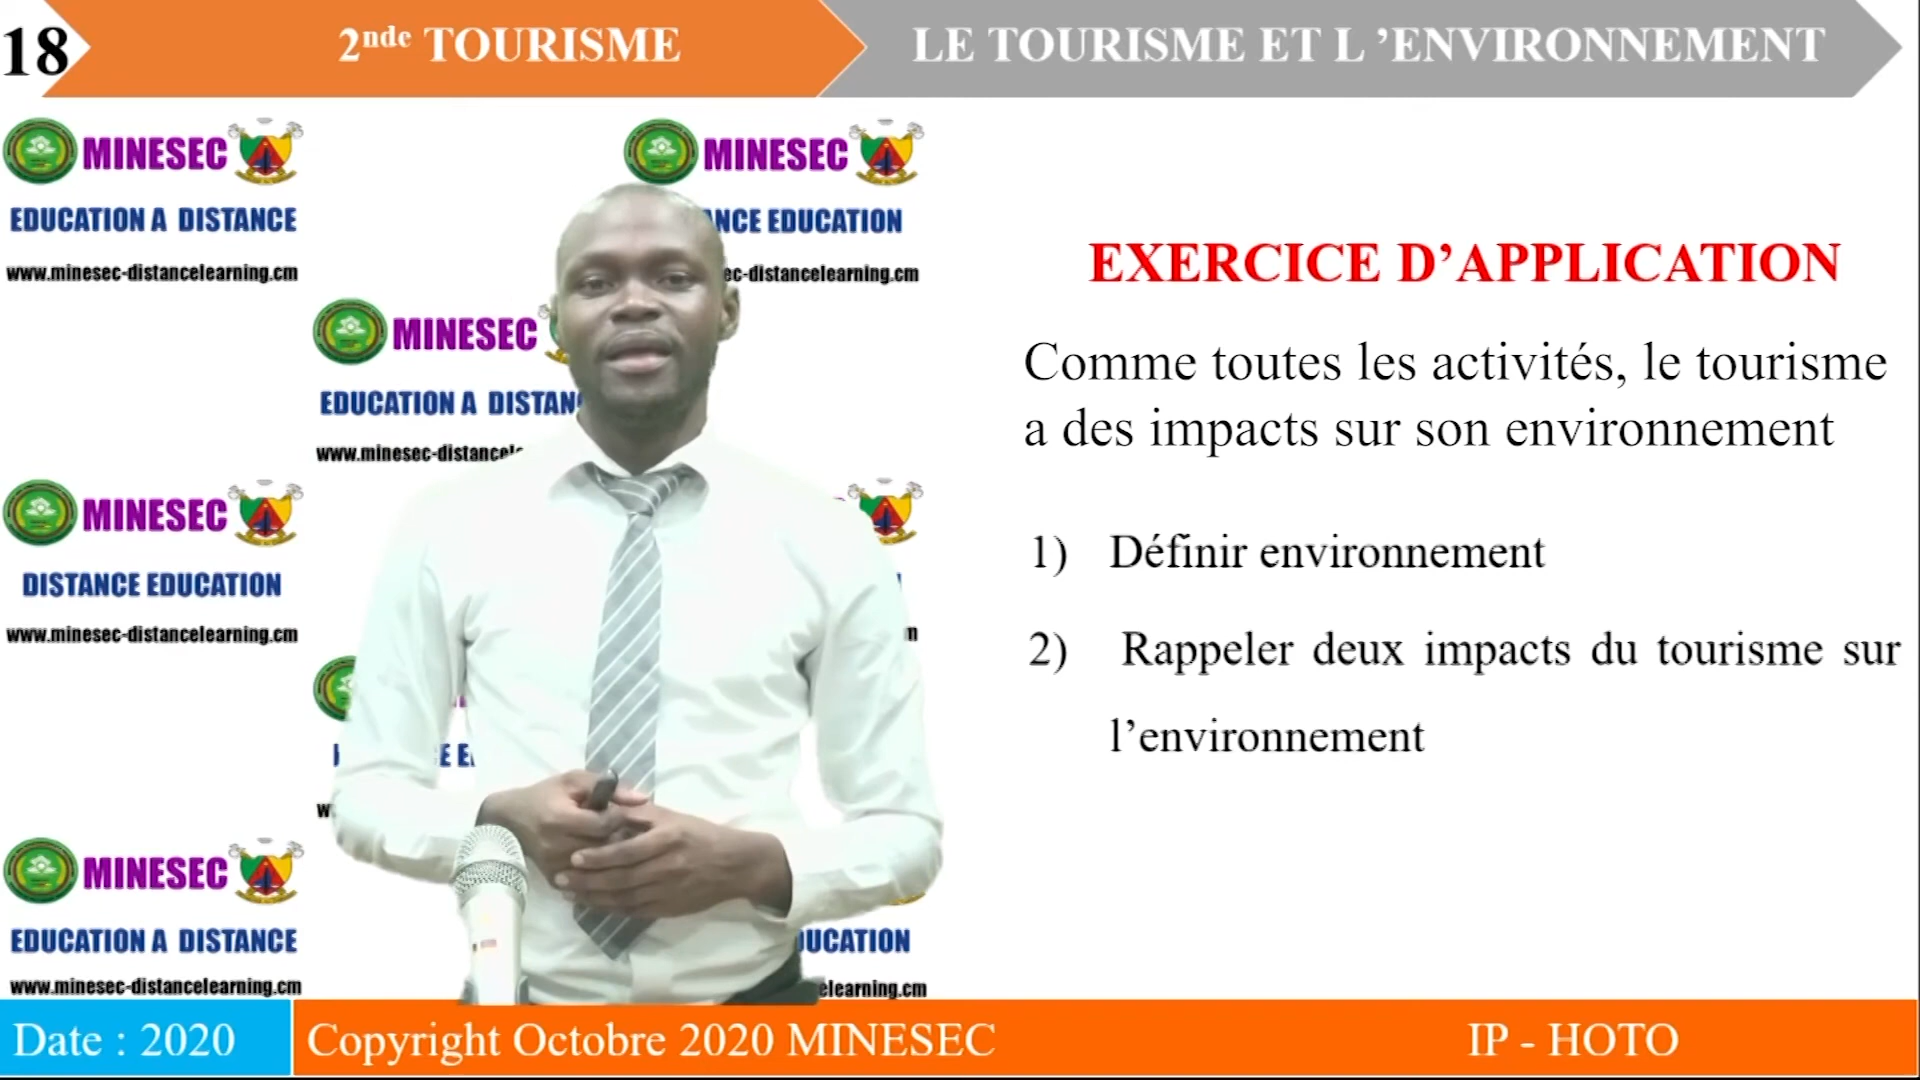 18
2nde TOURISME
LE TOURISME ET L ’ENVIRONNEMENT
MINESEC
EDUCATION A DISTANCE
www.minesec-distancelearning.cm
MINESEC
EDUCATION
MINESEC
EDUCATION A
MINESEC
DISTANCE EDUCATION
www.minesec-distancelearning.cm
MINESEC
EDUCATION A DISTANCE
www.minesec-distancelearning.cm
EXERCICE D’APPLICATION
Comme toutes les activités, le tourisme
a des impacts sur son environnement
1) Définir environnement
2) Rappeler deux impacts du tourisme sur
l’environnement
Date : 2020
Copyright Octobre 2020 MINESEC
IP - HOTO